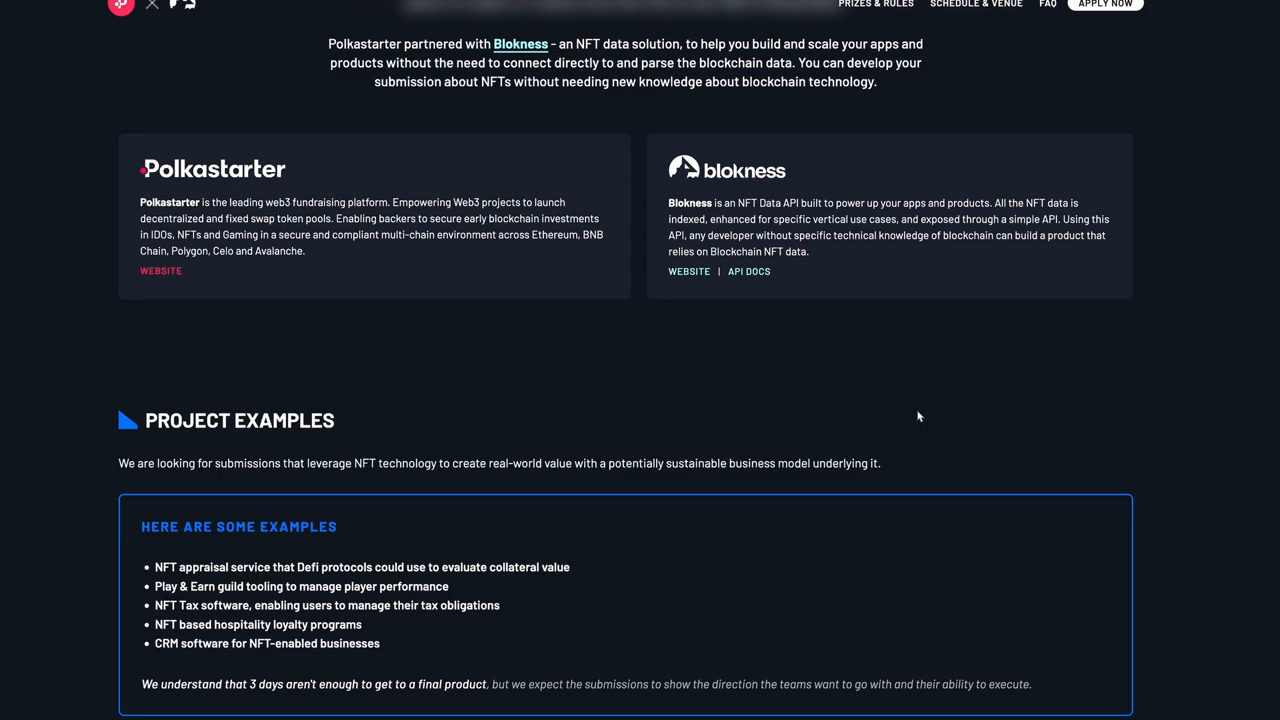 PRIZES & RULES SCHEDULE & VENUE FAQ APPLY NOW
Polkastarter partnered with Blokness - an NFT data solution, to help you build and scale your apps and
products without the need to connect directly to and parse the blockchain data. You can develop your
submission about NFTs without needing new knowledge about blockchain technology.
Polkastarter
Polkastarter is the leading web3 fundraising platform. Empowering Web3 projects to launch
decentralized and fixed swap token pools. Enabling backers to secure early blockchain investments
in IDOs, NFTs and Gaming in a secure and compliant multi-chain environment across Ethereum, BNB
Chain, Polygon, Celo and Avalanche.
WEBSITE
blokness
Blokness is an NFT Data API built to power up your apps and products. All the NFT data is
indexed, enhanced for specific vertical use cases, and exposed through a simple API. Using this
API, any developer without specific technical knowledge of blockchain can build a product that
relies on Blockchain NFT data.
WEBSITE | API DOCS
PROJECT EXAMPLES
We are looking for submissions that leverage NFT technology to create real-world value with a potentially sustainable business model underlying it.
HERE ARE SOME EXAMPLES
• NFT appraisal service that Defi protocols could use to evaluate collateral value
• Play & Earn guild tooling to manage player performance
• NFT Tax software, enabling users to manage their tax obligations
• NFT based hospitality loyalty programs
• CRM software for NFT-enabled businesses
We understand that 3 days aren't enough to get to a final product, but we expect the submissions to show the direction the teams want to go with and their ability to execute.